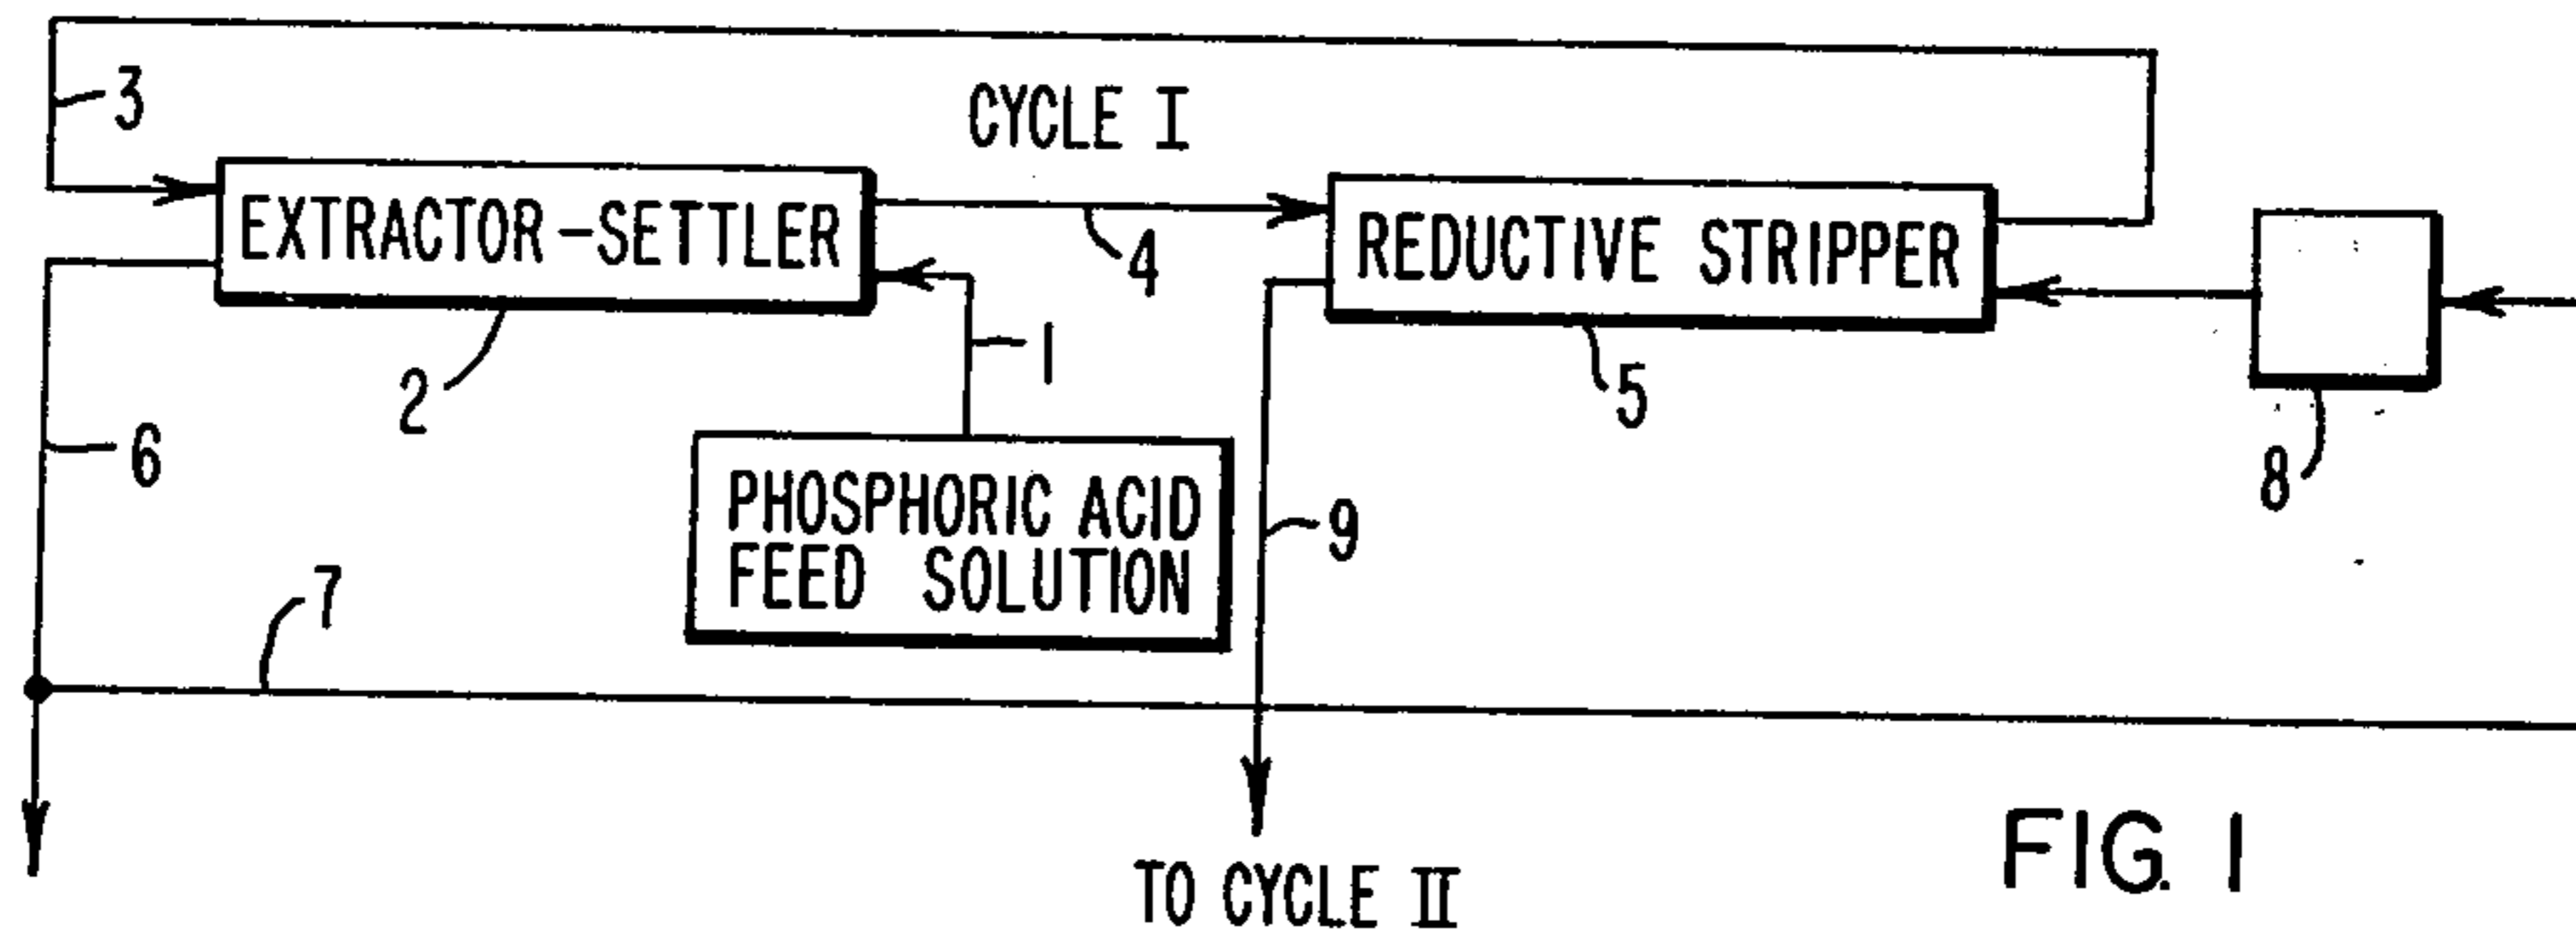 3
CYCLE I
EXTRACTOR-SETTLER
4
REDUCTIVE STRIPPER
1
2
5
8
6
PHOSPHORIC ACID
FEED SOLUTION
9
7
TO CYCLE II
FIG. 1